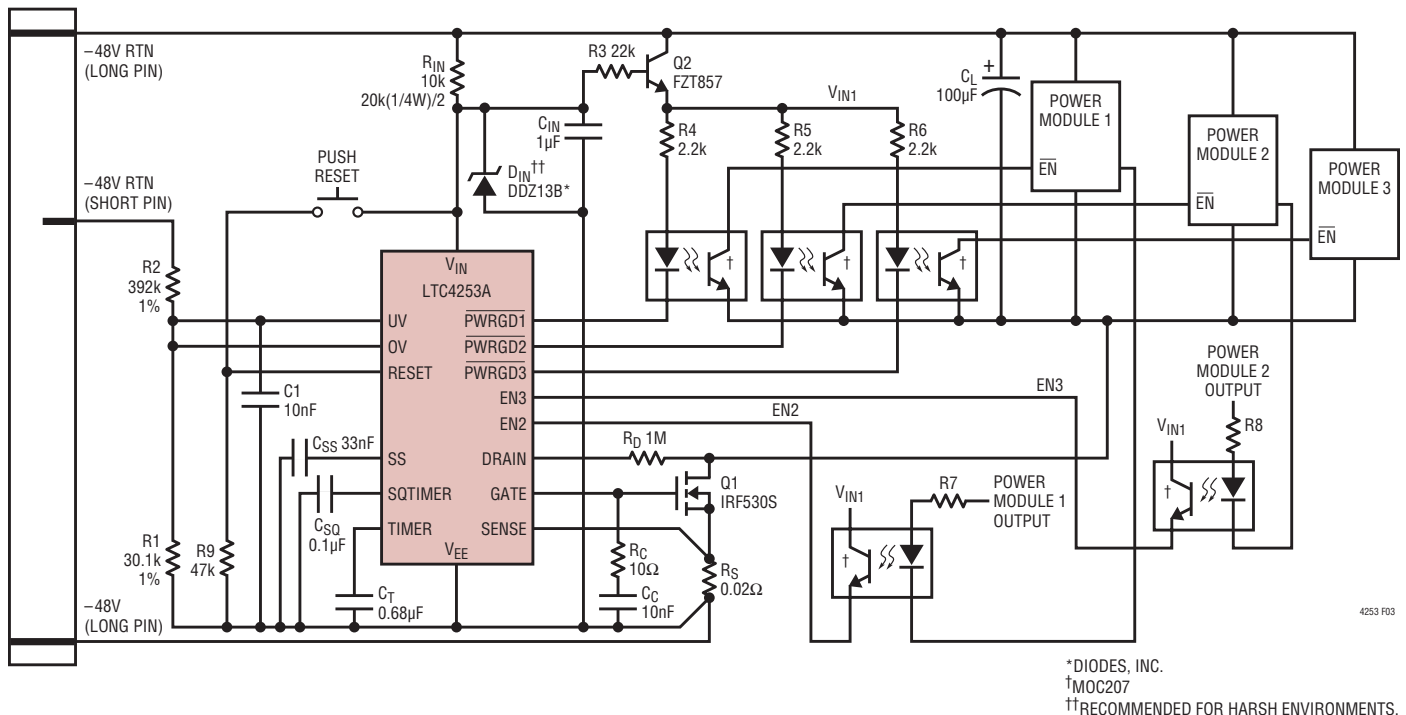 −48V RTN
(LONG PIN)
−48V RTN
(SHORT PIN)
−48V
(LONG PIN)
R2
392k
1%
R1
30.1k
1%
R9
47k
PUSH
RESET
RIN
10k
20k(1/4W)/2
DIN††
DDZ13B*
CIN
1µF
R3 22k
Q2
FZT857
VIN1
R4
2.2k
R5
2.2k
R6
2.2k
CL
100µF
+
POWER
MODULE 1
EN
POWER
MODULE 2
EN
POWER
MODULE 3
EN
†
†
†
VIN
LTC4253A
UV
OV
RESET
SS
SQTIMER
TIMER
VEE
PWRGD1
PWRGD2
PWRGD3
EN3
EN2
DRAIN
GATE
SENSE
C1
10nF
CSS 33nF
CSQ
0.1µF
CT
0.68µF
RD 1M
Q1
IRF530S
RC
10Ω
CC
10nF
RS
0.02Ω
EN3
EN2
VIN1
†
R7
POWER
MODULE 1
OUTPUT
POWER
MODULE 2
OUTPUT
R8
VIN1
†
4253 F03
*DIODES, INC.
†MOC207
††RECOMMENDED FOR HARSH ENVIRONMENTS.